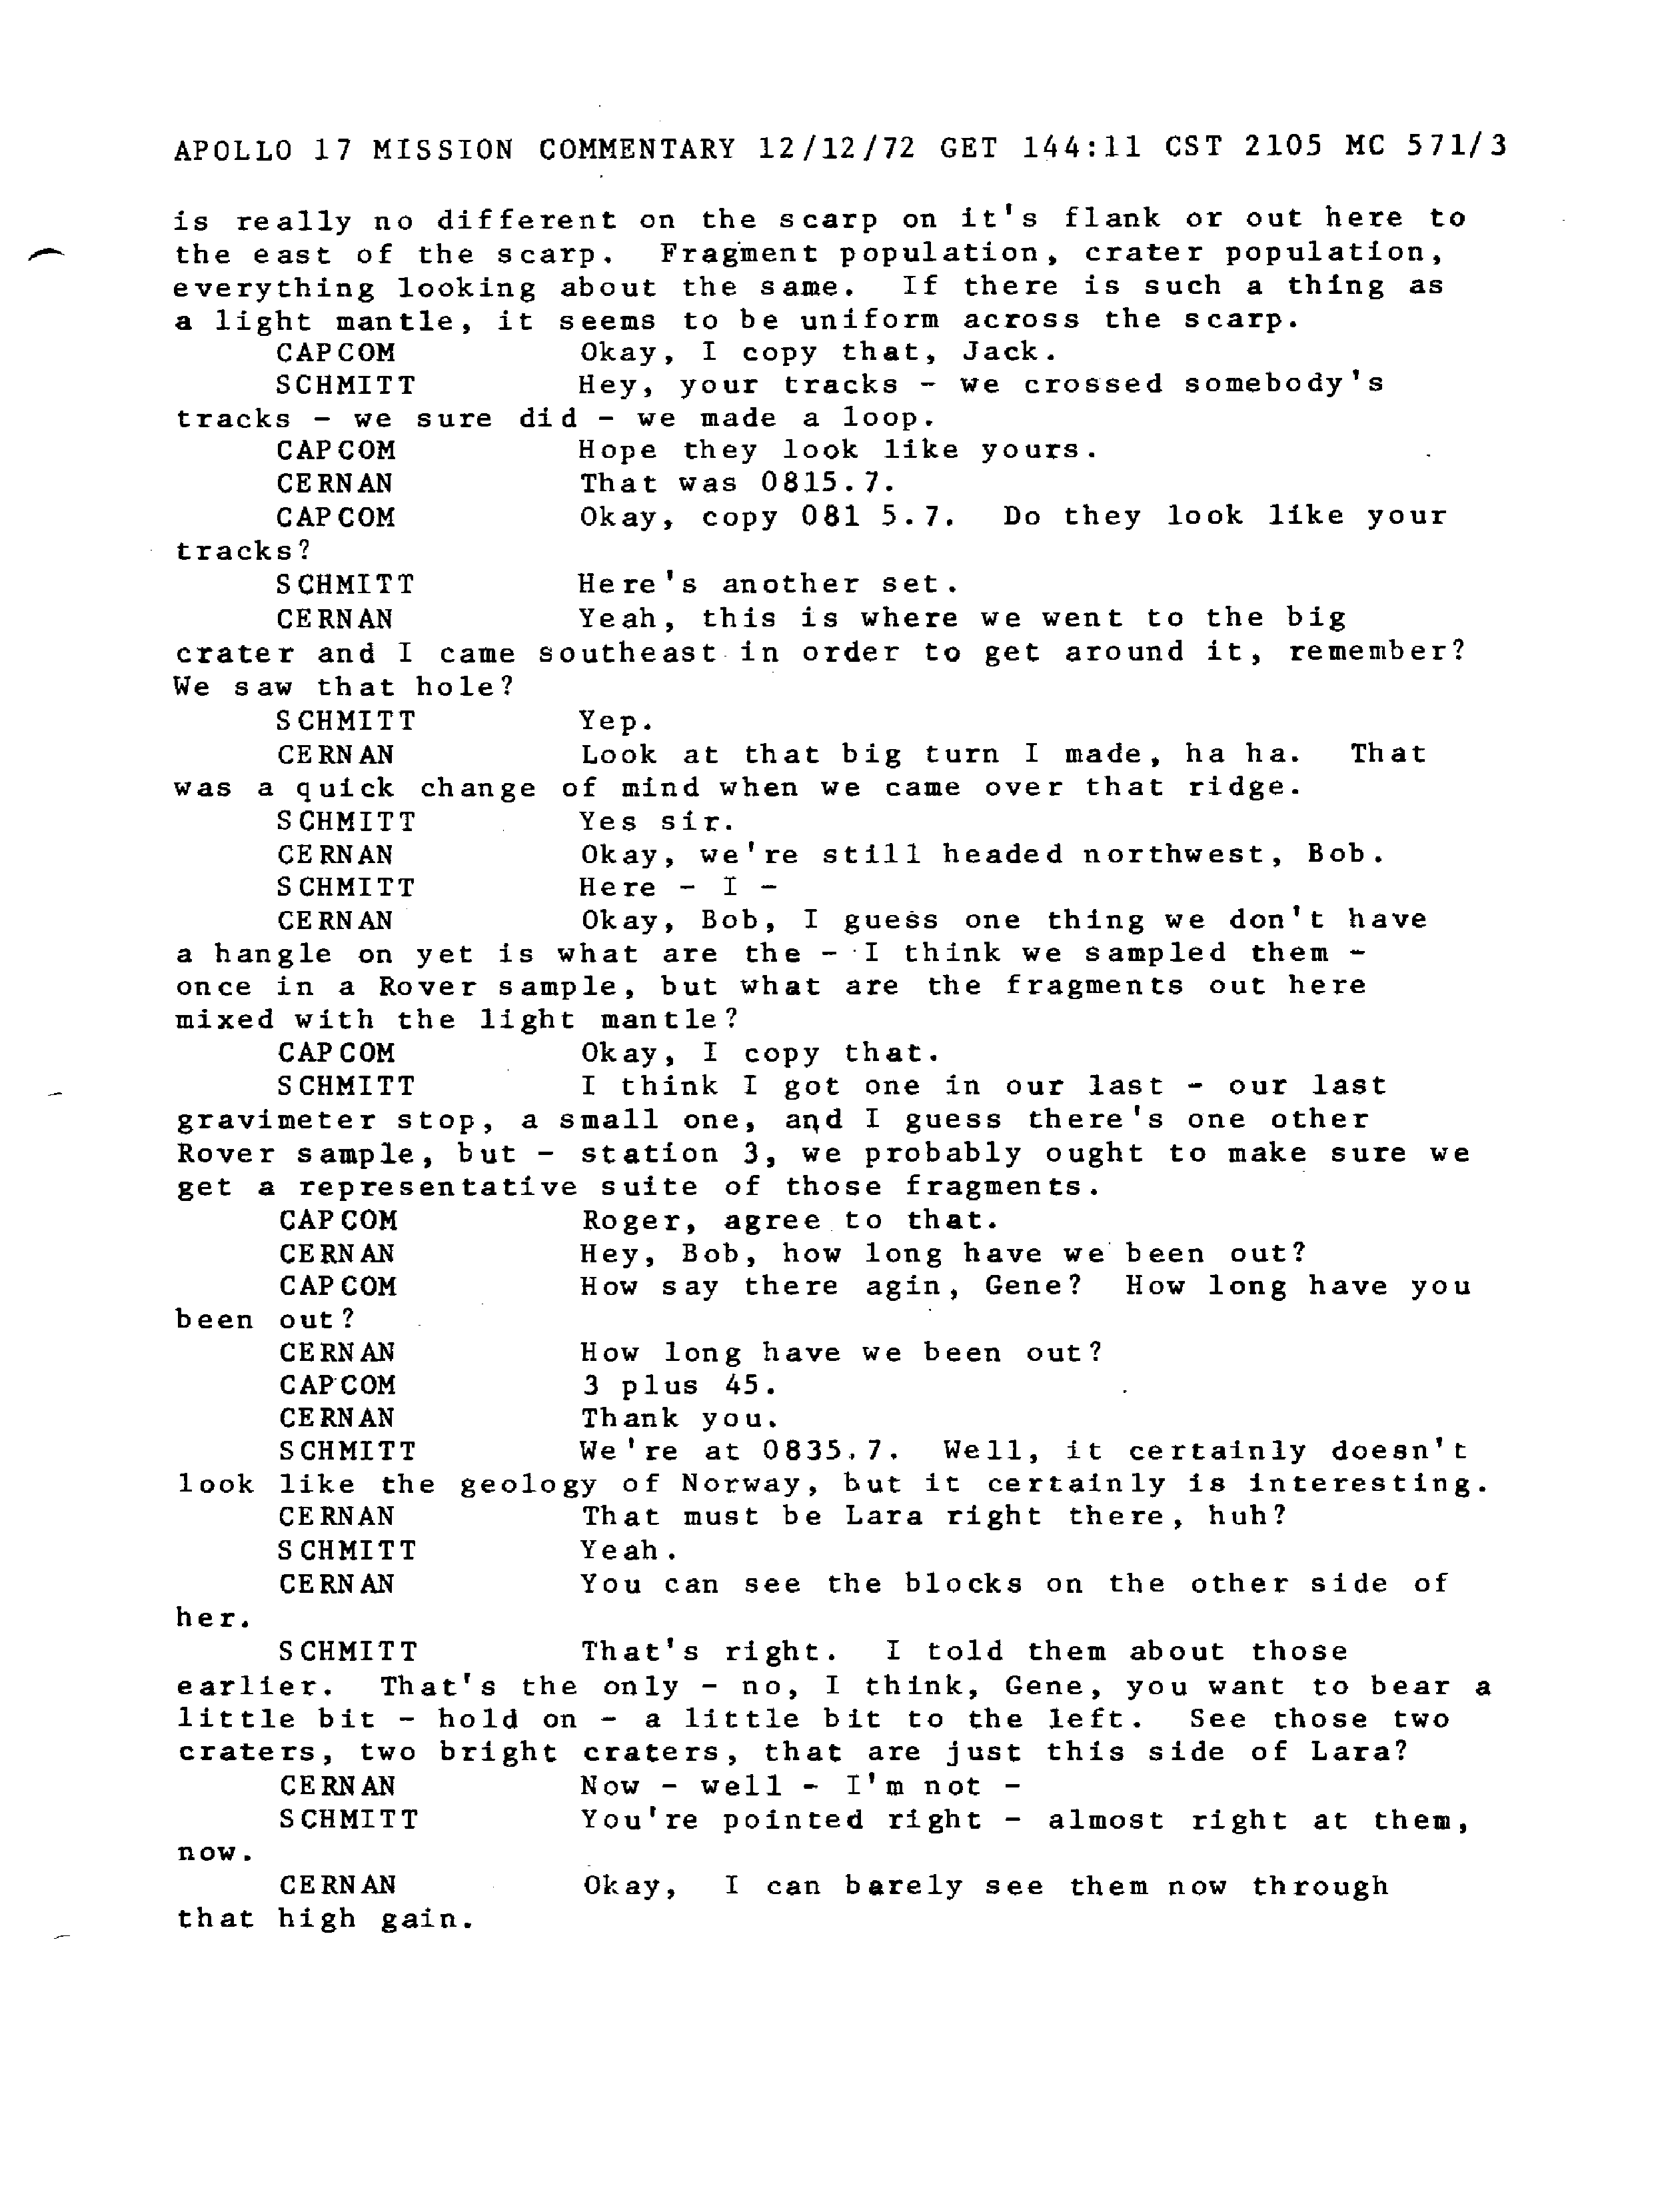 APOLLO 17 MISSION COMMENTARY 12/12/72 GET 144:11 CST 2105 MC 571/3
is really no different on the scarp on it's flank or out here to
the east of the scarp. Fragment population, crater population,
everything looking about the same. If there is such a thing as
a light mantle, it seems to be uniform across the scarp.
CAPCOM Okay, I copy that, Jack.
SCHMITT Hey, your tracks - we crossed somebody's
tracks - we sure did - we made a loop.
CAPCOM Hope they look like yours.
CERNAN That was 0815.7.
CAPCOM Okay, copy 081 5.7. Do they look like your
tracks?
SCHMITT Here's another set.
CERNAN Yeah, this is where we went to the big
crater and I came southeast in order to get around it, remember?
We saw that hole?
SCHMITT Yep.
CERNAN Look at that big turn I made, ha ha. That
was a quick change of mind when we came over that ridge.
SCHMITT Yes sir.
CERNAN Okay, we're still headed northwest, Bob.
SCHMITT Here - I -
CERNAN Okay, Bob, I guess one thing we don't have
a hangle on yet is what are the - I think we sampled them -
once in a Rover sample, but what are the fragments out here
mixed with the light mantle?
CAPCOM Okay, I copy that.
SCHMITT I think I got one in our last - our last
gravimeter stop, a small one, and I guess there's one other
Rover sample, but - station 3, we probably ought to make sure we
get a representative suite of those fragments.
CAPCOM Roger, agree to that.
CERNAN Hey, Bob, how long have we been out?
CAPCOM How say there agin, Gene? How long have you
been out?
CERNAN How long have we been out?
CAPCOM 3 plus 45.
CERNAN Thank you.
SCHMITT We're at 0835.7. Well, it certainly doesn't
look like the geology of Norway, but it certainly is interesting.
CERNAN That must be Lara right there, huh?
SCHMITT Yeah.
CERNAN You can see the blocks on the other side of
her.
SCHMITT That's right. I told them about those
earlier. That's the only - no, I think, Gene, you want to bear a
little bit - hold on - a little bit to the left. See those two
craters, two bright craters, that are just this side of Lara?
CERNAN Now - well - I'm not -
SCHMITT You're pointed right - almost right at them,
now.
CERNAN Okay, I can barely see them now through
that high gain.